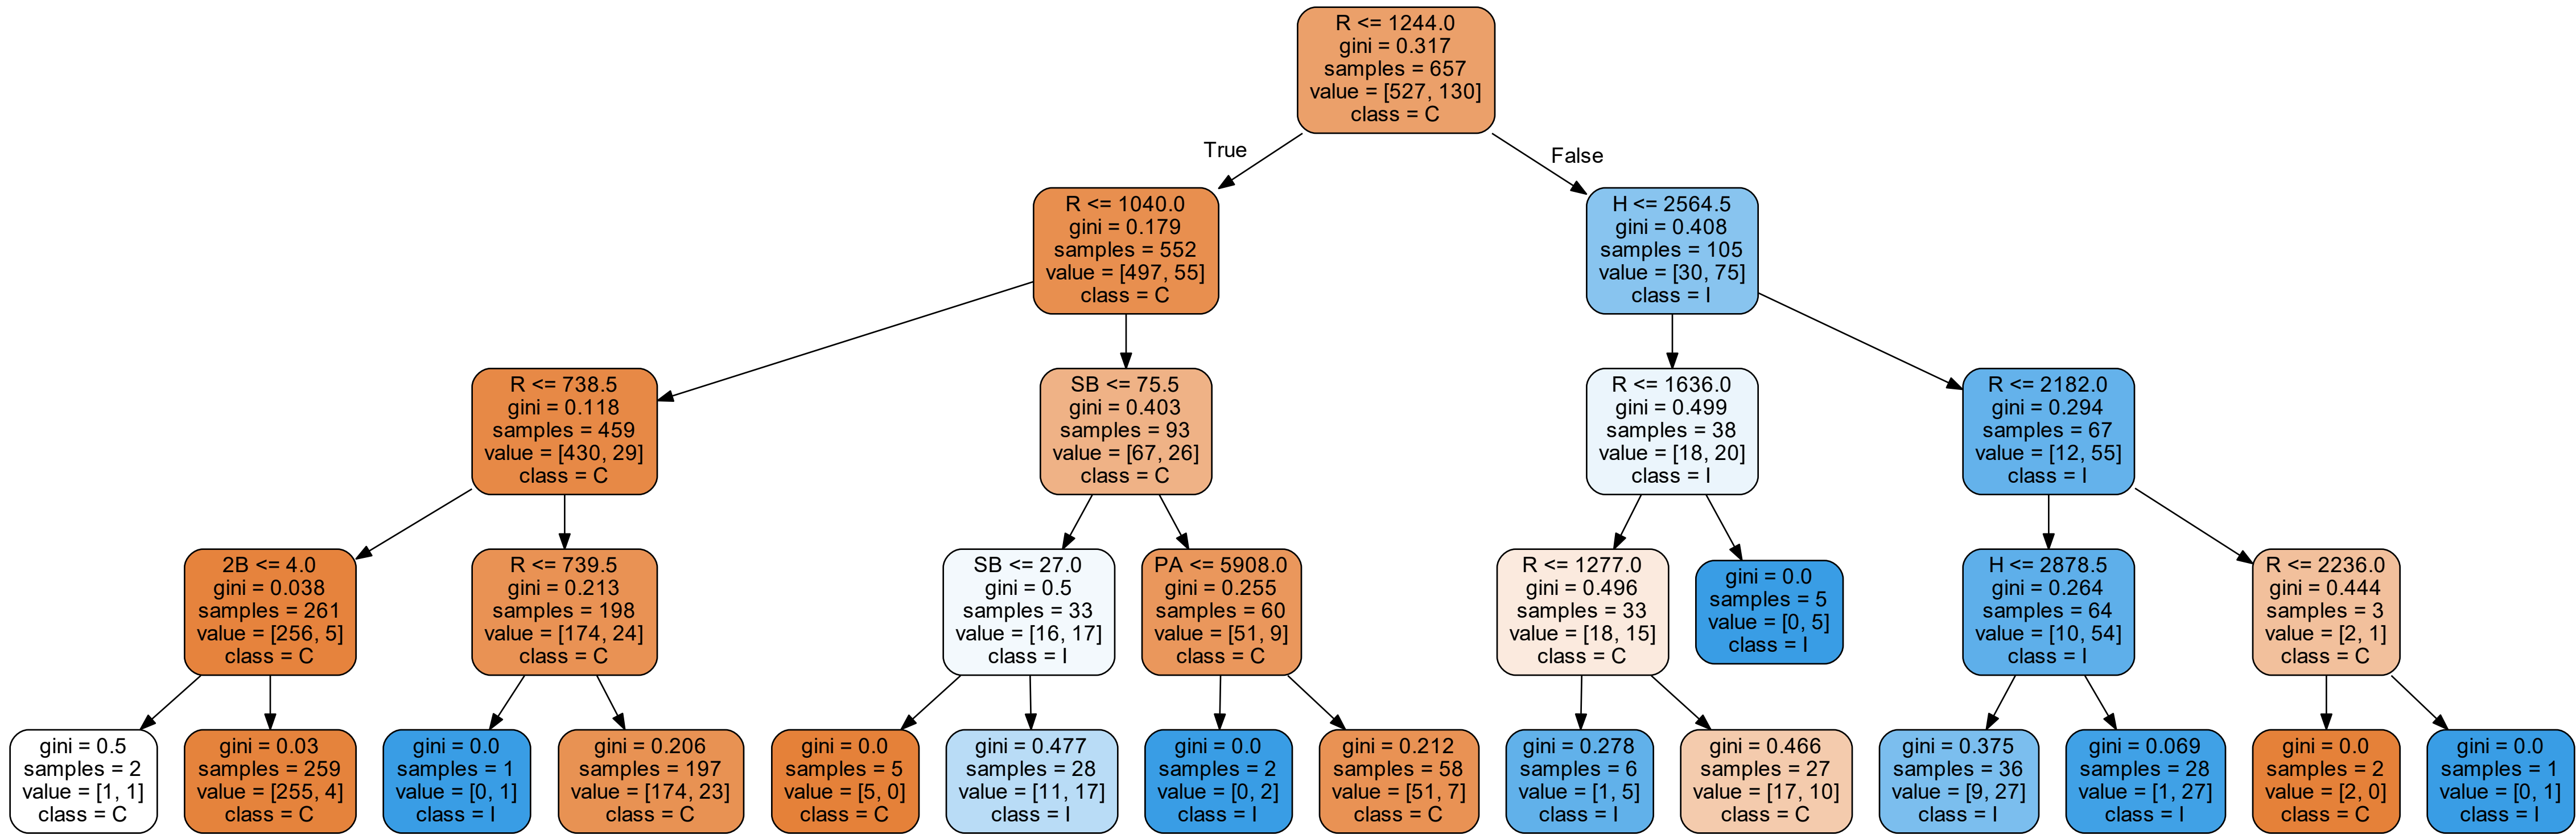 R <= 1244.0
gini = 0.317
samples = 657
value = [527, 130]
class = C
True
False
R <= 1040.0
gini = 0.179
samples = 552
value = [497, 55]
class = C
H <= 2564.5
gini = 0.408
samples = 105
value = [30, 75]
class = I
R <= 738.5
gini = 0.118
samples = 459
value = [430, 29]
class = C
SB <= 75.5
gini = 0.403
samples = 93
value = [67, 26]
class = C
R <= 1636.0
gini = 0.499
samples = 38
value = [18, 20]
class = I
R <= 2182.0
gini = 0.294
samples = 67
value = [12, 55]
class = I
2B <= 4.0
gini = 0.038
samples = 261
value = [256, 5]
class = C
R <= 739.5
gini = 0.213
samples = 198
value = [174, 24]
class = C
SB <= 27.0
gini = 0.5
samples = 33
value = [16, 17]
class = I
PA <= 5908.0
gini = 0.255
samples = 60
value = [51, 9]
class = C
R <= 1277.0
gini = 0.496
samples = 33
value = [18, 15]
class = C
gini = 0.0
samples = 5
value = [0, 5]
class = I
H <= 2878.5
gini = 0.264
samples = 64
value = [10, 54]
class = I
R <= 2236.0
gini = 0.444
samples = 3
value = [2, 1]
class = C
gini = 0.5
samples = 2
value = [1, 1]
class = C
gini = 0.03
samples = 259
value = [255, 4]
class = C
gini = 0.0
samples = 1
value = [0, 1]
class = I
gini = 0.206
samples = 197
value = [174, 23]
class = C
gini = 0.0
samples = 5
value = [5, 0]
class = C
gini = 0.477
samples = 28
value = [11, 17]
class = I
gini = 0.0
samples = 2
value = [0, 2]
class = I
gini = 0.212
samples = 58
value = [51, 7]
class = C
gini = 0.278
samples = 6
value = [1, 5]
class = I
gini = 0.466
samples = 27
value = [17, 10]
class = C
gini = 0.375
samples = 36
value = [9, 27]
class = I
gini = 0.069
samples = 28
value = [1, 27]
class = I
gini = 0.0
samples = 2
value = [2, 0]
class = C
gini = 0.0
samples = 1
value = [0, 1]
class = I